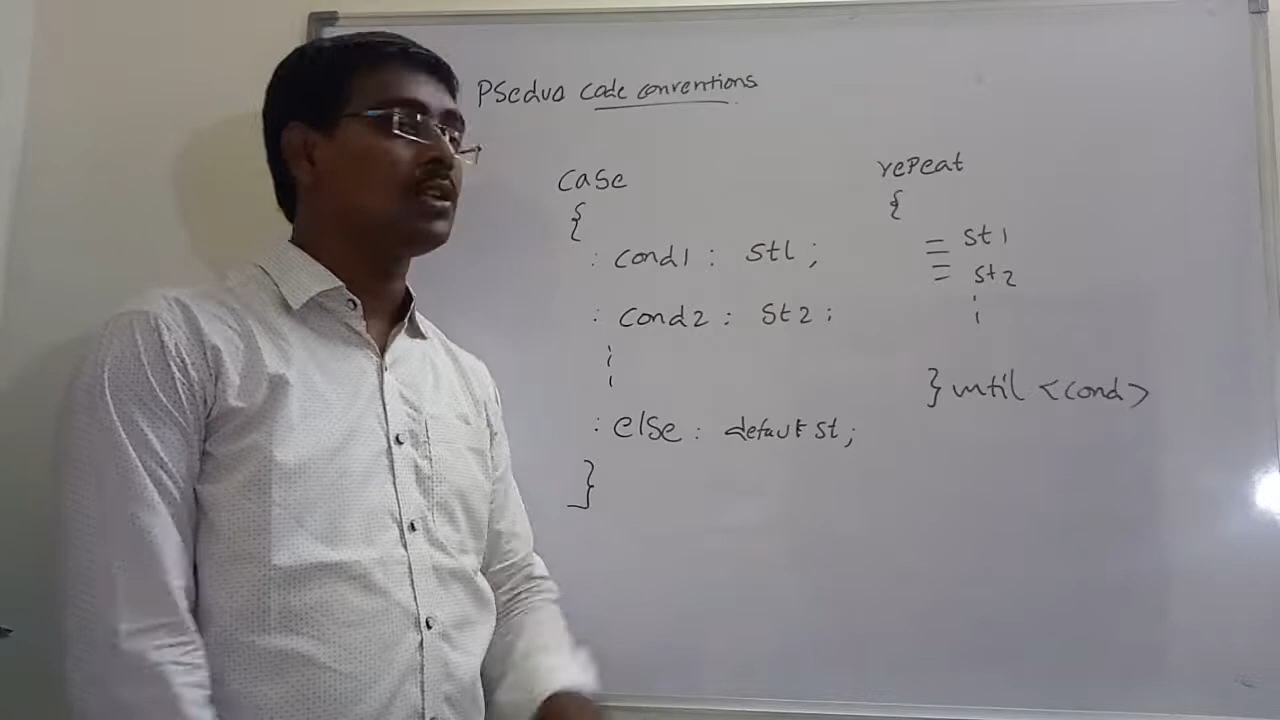 PSeduo code conventions
case
{
: cond1 : St1 ;
: cond2 : St2 ;
: else : default st ;
}
rePeat
{
st1
st2
} until <cond>